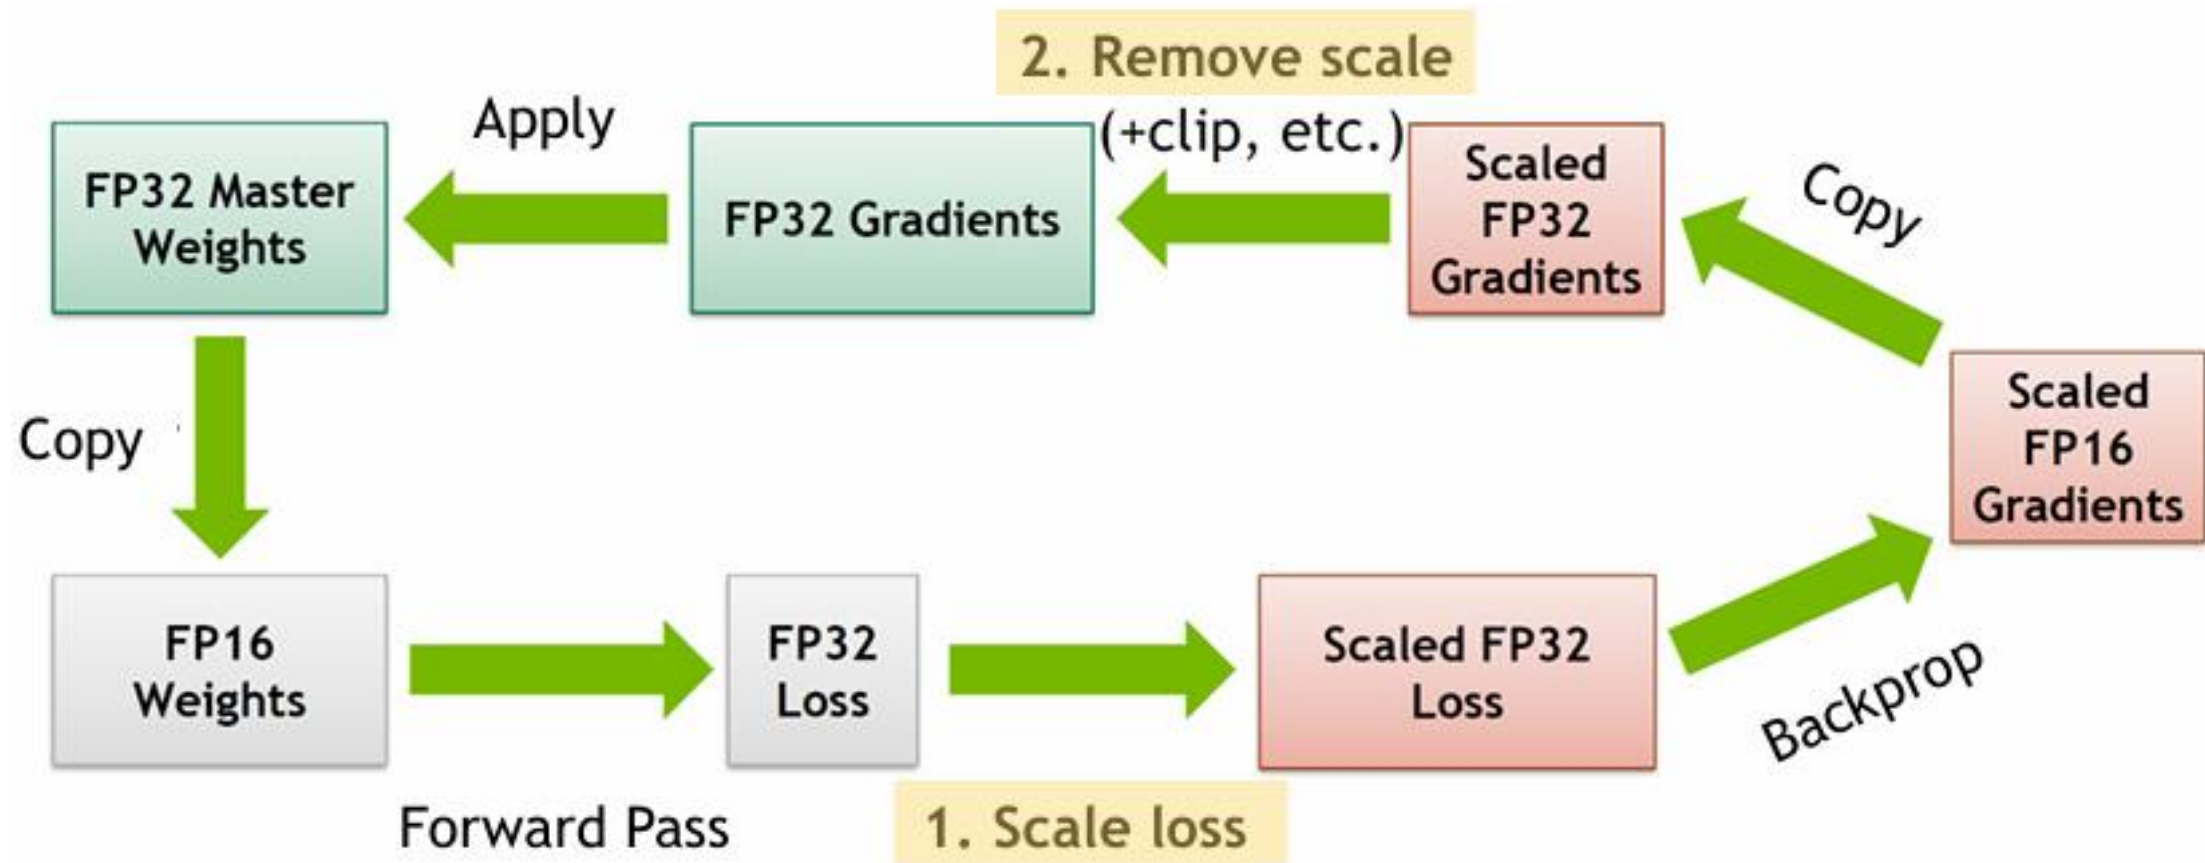 2. Remove scale
Apply
(+clip, etc.)
FP32 Master
Weights
FP32 Gradients
Scaled
FP32
Gradients
Copy
Copy
Scaled
FP16
Gradients
FP16
Weights
FP32
Loss
Scaled FP32
Loss
Backprop
Forward Pass
1. Scale loss